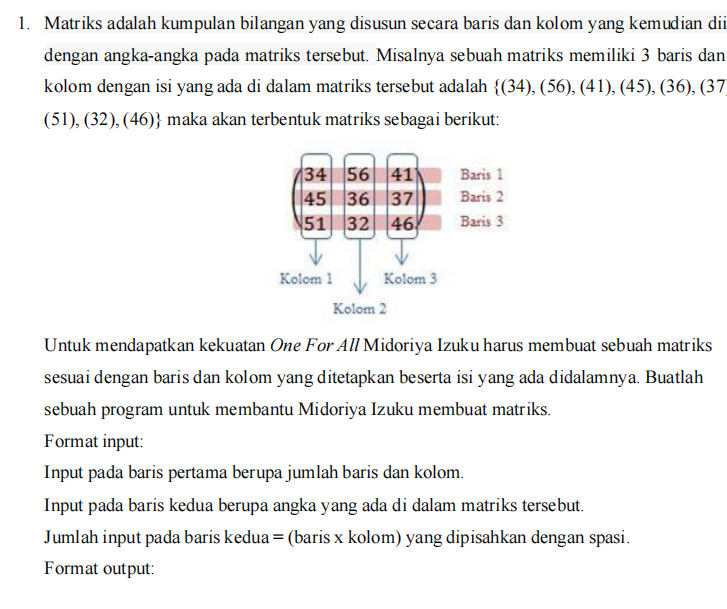 1. Matriks adalah kumpulan bilangan yang disusun secara baris dan kolom yang kemudian dii
dengan angka-angka pada matriks tersebut. Misalnya sebuah matriks memiliki 3 baris dan
kolom dengan isi yang ada di dalam matriks tersebut adalah {(34), (56), (41), (45), (36), (37)
(51), (32), (46)} maka akan terbentuk matriks sebagai berikut:
34 56 41 Baris 1
45 36 37 Baris 2
51 32 46 Baris 3
Kolom 1 Kolom 3
Kolom 2
Untuk mendapatkan kekuatan One For All Midoriya Izuku harus membuat sebuah matriks
sesuai dengan baris dan kolom yang ditetapkan beserta isi yang ada didalamnya. Buatlah
sebuah program untuk membantu Midoriya Izuku membuat matriks.
Format input:
Input pada baris pertama berupa jumlah baris dan kolom.
Input pada baris kedua berupa angka yang ada di dalam matriks tersebut.
Jumlah input pada baris kedua = (baris x kolom) yang dipisahkan dengan spasi.
Format output: